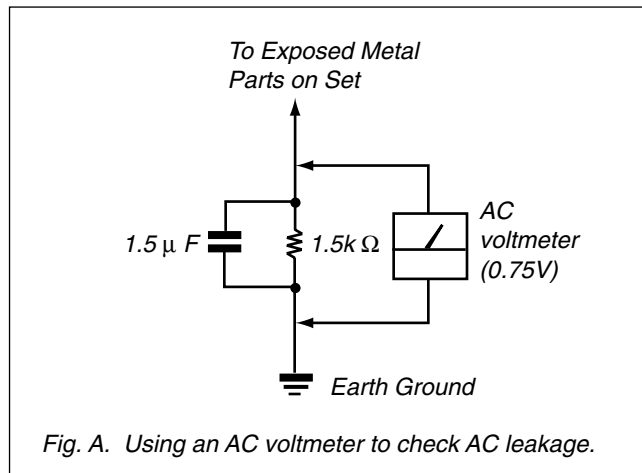 To Exposed Metal
Parts on Set
1.5 μ F
1.5k Ω
AC
voltmeter
(0.75V)
Earth Ground
Fig. A. Using an AC voltmeter to check AC leakage.